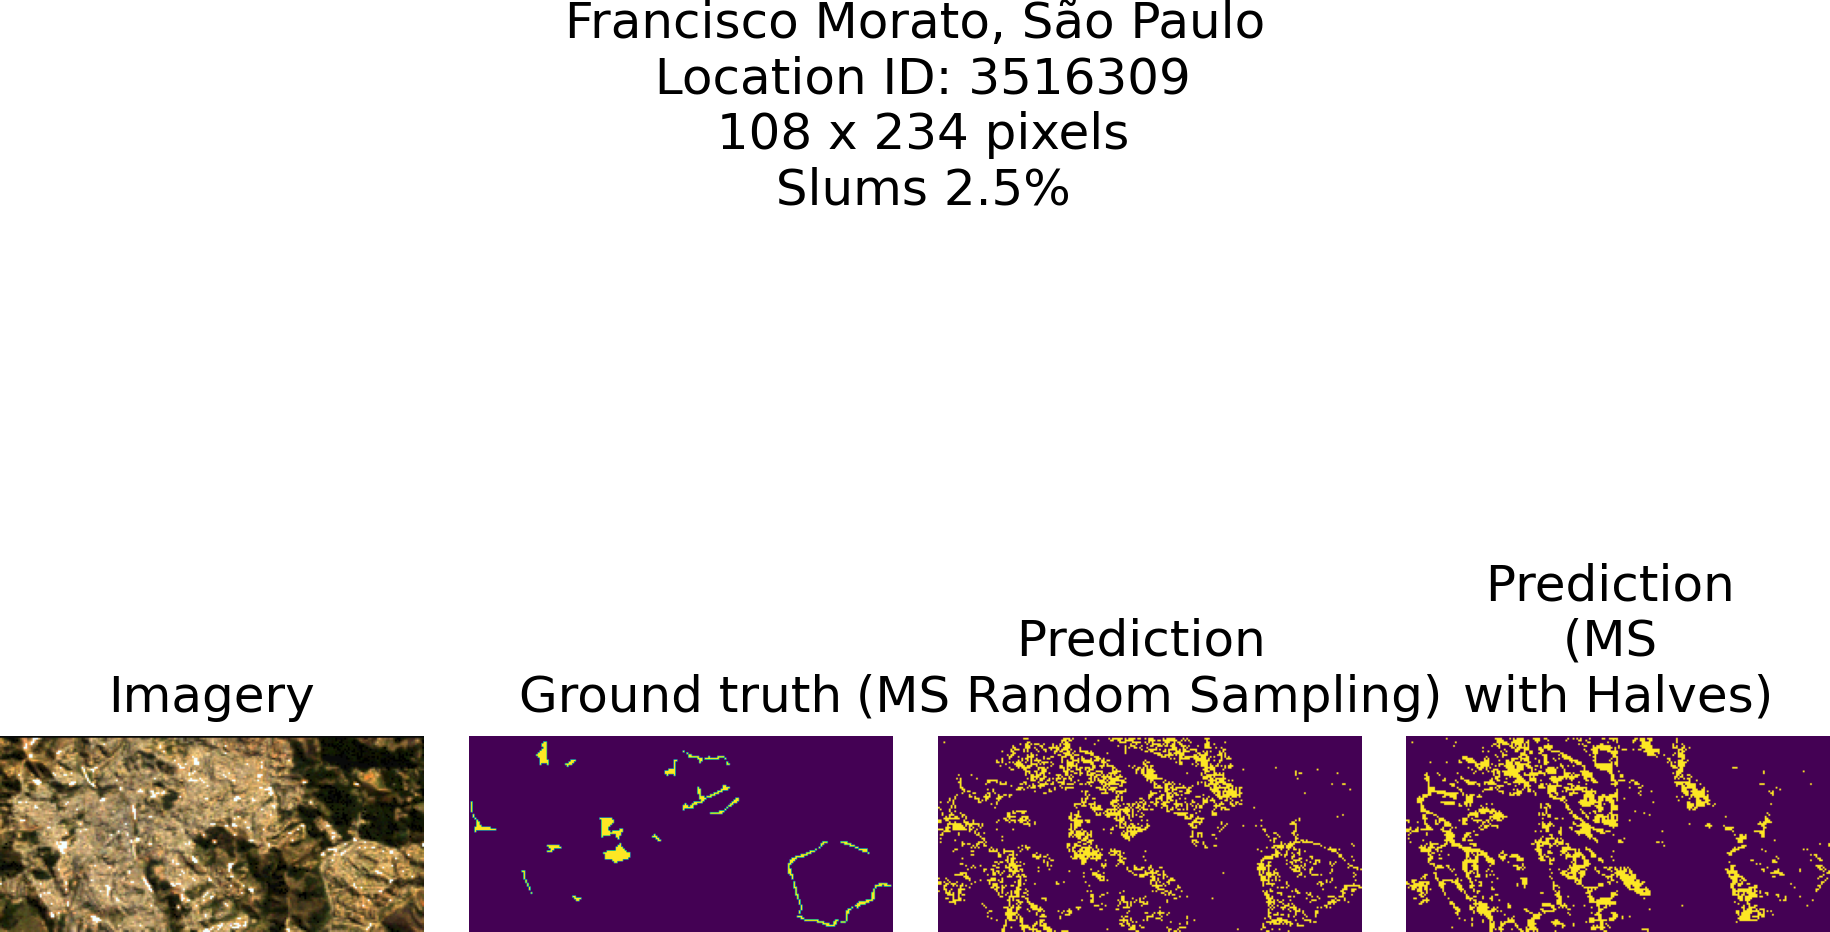 Francisco Morato, São Paulo
Location ID: 3516309
108 x 234 pixels
Slums 2.5%
Imagery
Ground truth
Prediction
(MS Random Sampling)
Prediction
(MS
with Halves)